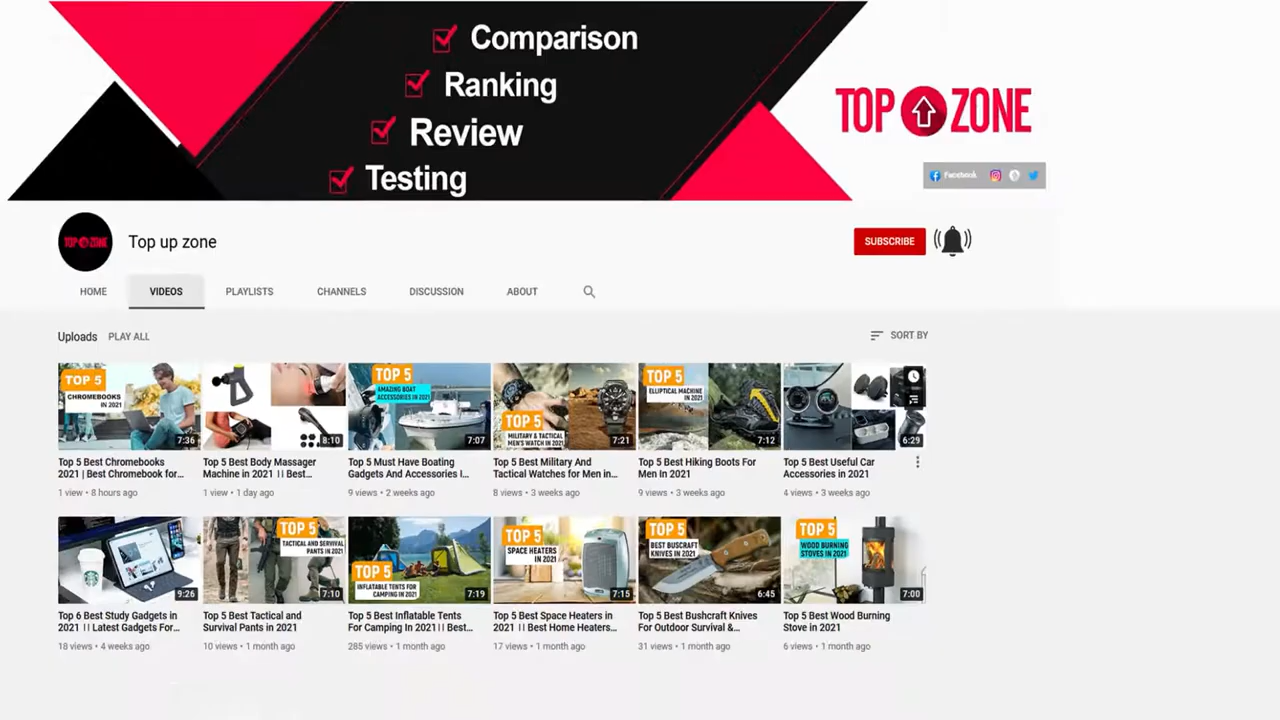 Comparison
Ranking
Review
Testing
TOP ZONE
Facebook
TOP ZONE
Top up zone
SUBSCRIBE
HOME VIDEOS PLAYLISTS CHANNELS DISCUSSION ABOUT
Uploads PLAY ALL SORT BY
TOP 5
CHROMEBOOKS
IN 2021
7:36
8:10
TOP 5
AMAZING BOAT
ACCESSORIES IN 2021
7:07
TOP 5
MILITARY & TACTICAL
MEN'S WATCH IN 2021
7:21
TOP 5
ELLIPTICAL MACHINE
IN 2021
7:12
6:29
Top 5 Best Chromebooks
2021 | Best Chromebook for...
1 view • 8 hours ago
Top 5 Best Body Massager
Machine in 2021 || Best...
1 view • 1 day ago
Top 5 Must Have Boating
Gadgets And Accessories I...
9 views • 2 weeks ago
Top 5 Best Military And
Tactical Watches for Men in...
8 views • 3 weeks ago
Top 5 Best Hiking Boots For
Men In 2021
9 views • 3 weeks ago
Top 5 Best Useful Car
Accessories in 2021
4 views • 3 weeks ago
9:26
TOP 5
TACTICAL AND SURVIVAL
PANTS IN 2021
7:10
TOP 5
INFLATABLE TENTS FOR
CAMPING IN 2021
7:19
TOP 5
SPACE HEATERS
IN 2021
7:15
TOP 5
BEST BUSCRAFT
KNIVES IN 2021
6:45
TOP 5
WOOD BURNING
STOVES IN 2021
7:00
Top 6 Best Study Gadgets in
2021 || Latest Gadgets For...
18 views • 4 weeks ago
Top 5 Best Tactical and
Survival Pants in 2021
10 views • 1 month ago
Top 5 Best Inflatable Tents
For Camping In 2021|| Best...
285 views • 1 month ago
Top 5 Best Space Heaters in
2021 || Best Home Heaters...
17 views • 1 month ago
Top 5 Best Bushcraft Knives
For Outdoor Survival &...
31 views • 1 month ago
Top 5 Best Wood Burning
Stove in 2021
6 views • 1 month ago